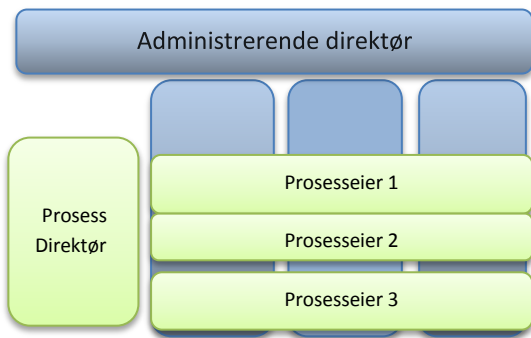 Administrerende direktør
Prosesseier 1
Prosess
Direktør
Prosesseier 2
Prosesseier 3